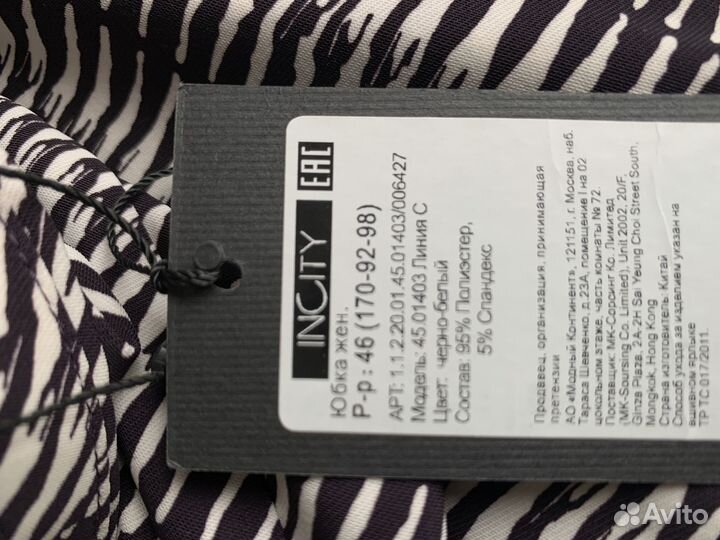 INCITY
EAC
Юбка жен.
Р-р : 46 (170-92-98)
АРТ: 1.1.2.20.01.45.01403/006427
Модель: 45.01403 Линия С
Цвет: черно-белый
Состав: 95% Полиэстер,
5% Спандекс
Продавец, организация, принимающая
претензии
АО «Модный Континент», 121151, г. Москва, наб.
Тараса Шевченко, д.23А, помещение I на 02
цокольном этаже, часть комнаты № 72.
Поставщик: МК-Сорсинг Ко. Лимитед
(MK-Soursing Co. Limited), Unit 2002, 20/F,
Ginza Plaza, 2A-2H Sai Yeung Choi Street South,
Mongkok, Hong Kong
Страна изготовитель: Китай
Способ ухода за изделием указан на
вшивном ярлыке
ТР ТС 017/2011
Avito